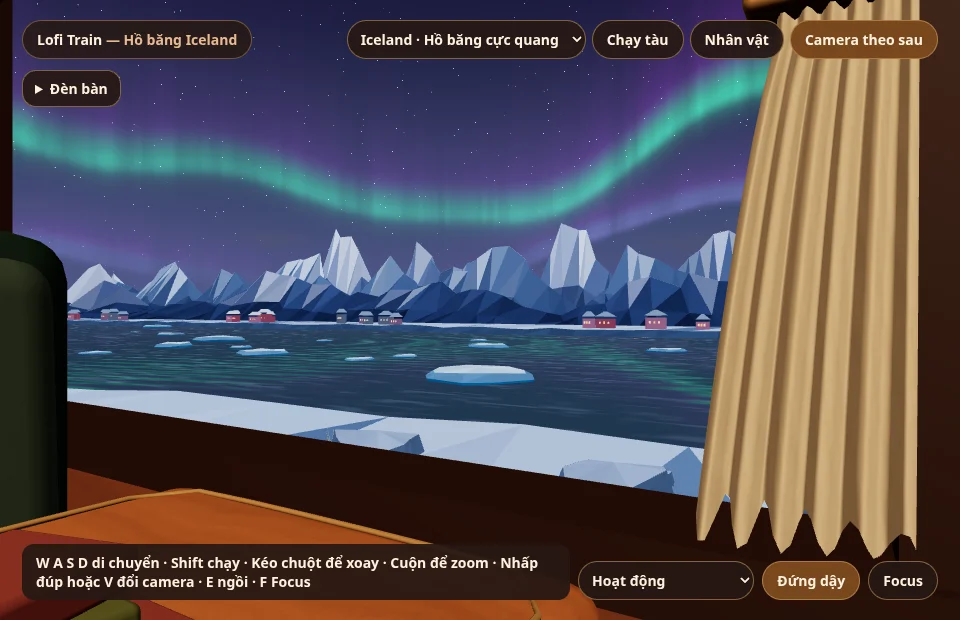 Lofi Train — Hồ băng Iceland
Iceland · Hồ băng cực quang
Chạy tàu
Nhân vật
Camera theo sau
▶ Đèn bàn
W A S D di chuyển · Shift chạy · Kéo chuột để xoay · Cuộn để zoom · Nhấp
đúp hoặc V đổi camera · E ngồi · F Focus
Hoạt động
Đứng dậy
Focus